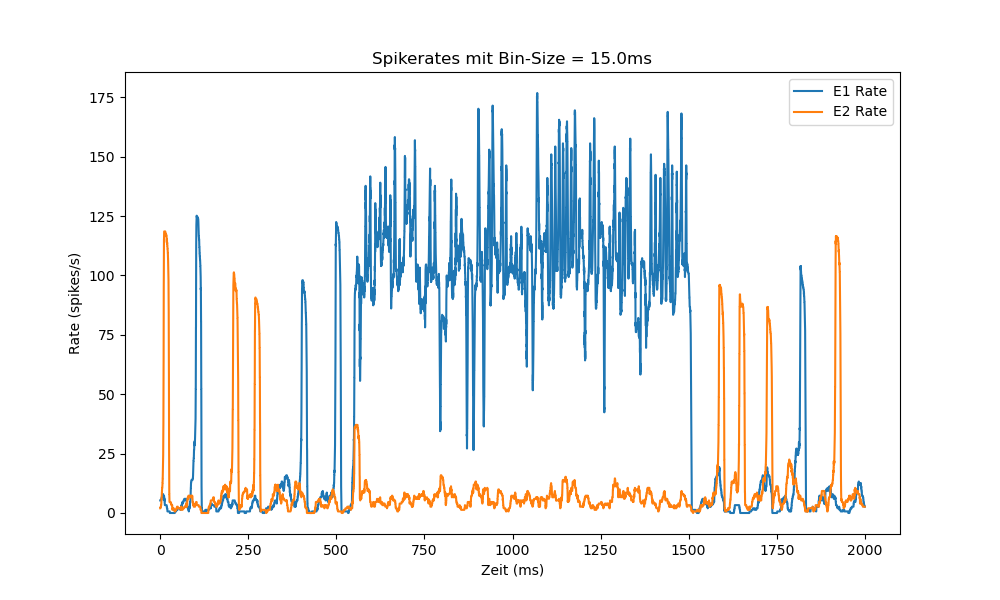 Spikerates mit Bin-Size = 15.0ms
E1 Rate
E2 Rate
Rate (spikes/s)
175
150
125
100
75
50
25
0
0 250 500 750 1000 1250 1500 1750 2000
Zeit (ms)